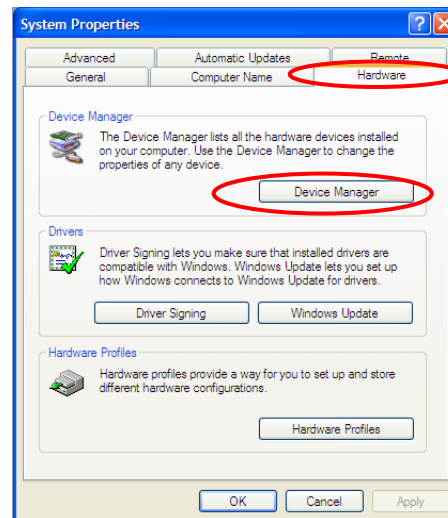 System Properties
Advanced Automatic Updates Remote
General Computer Name Hardware
Device Manager
The Device Manager lists all the hardware devices installed
on your computer. Use the Device Manager to change the
properties of any device.
Device Manager
Drivers
Driver Signing lets you make sure that installed drivers are
compatible with Windows. Windows Update lets you set up
how Windows connects to Windows Update for drivers.
Driver Signing Windows Update
Hardware Profiles
Hardware profiles provide a way for you to set up and store
different hardware configurations.
Hardware Profiles
OK Cancel Apply